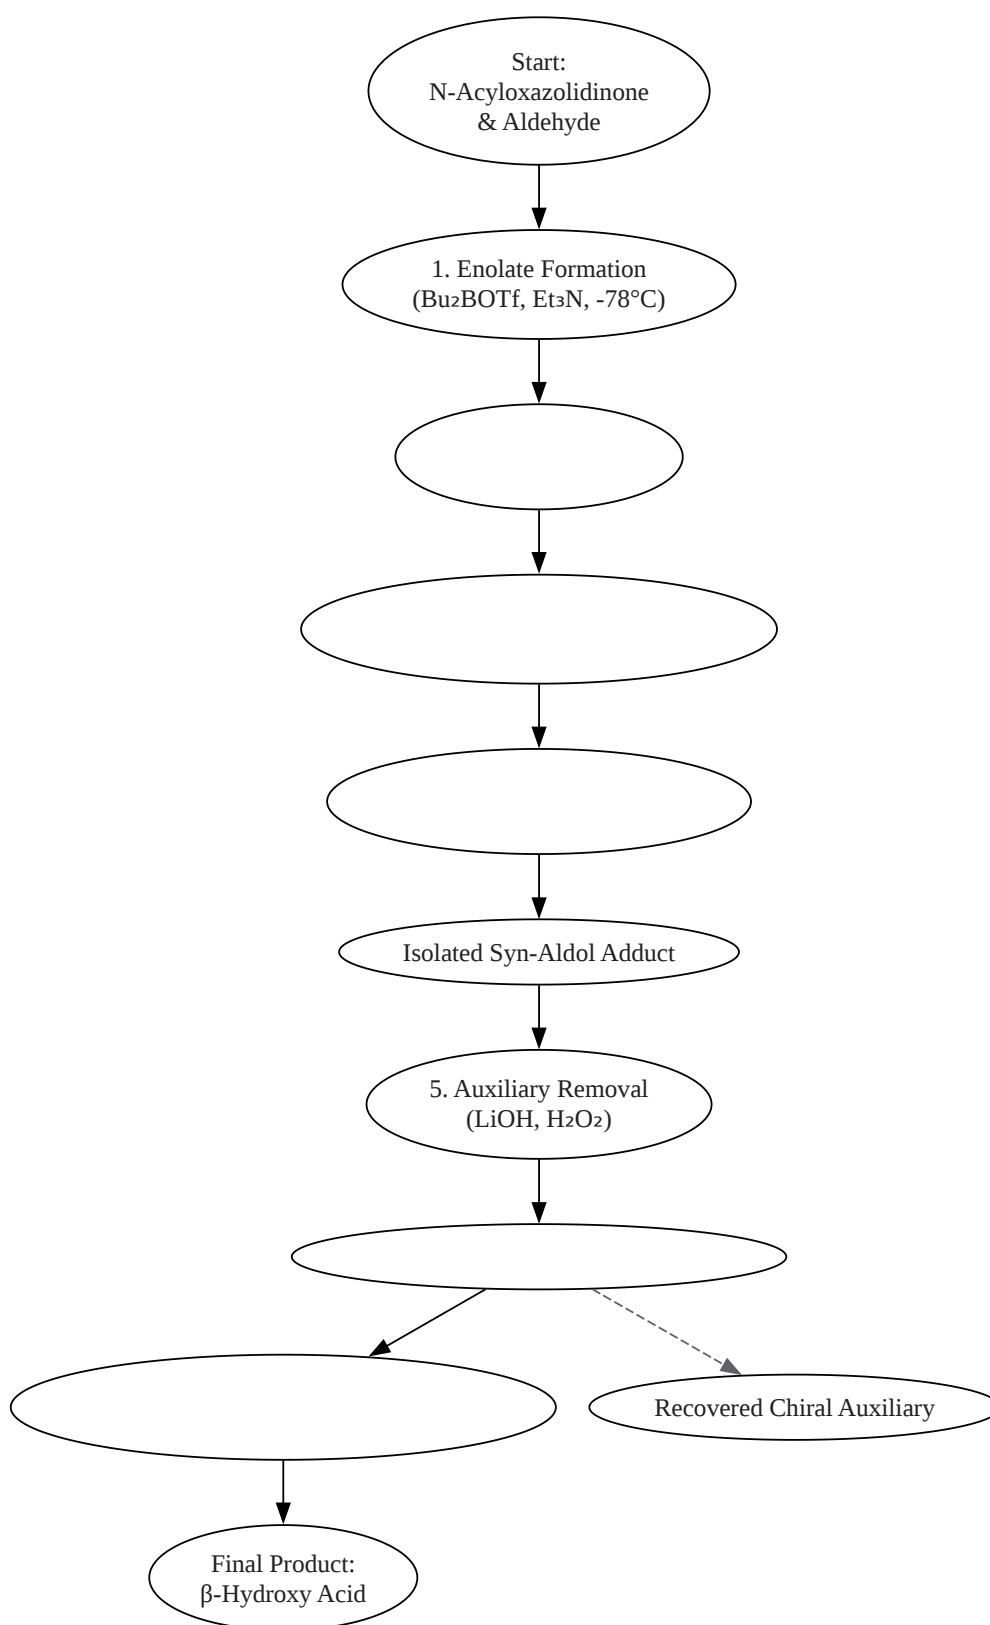 Start:
N-Acyloxazolidinone
& Aldehyde
1. Enolate Formation
(Bu₂BOTf, Et₃N, -78°C)
Isolated Syn-Aldol Adduct
5. Auxiliary Removal
(LiOH, H₂O₂)
Recovered Chiral Auxiliary
Final Product:
β-Hydroxy Acid